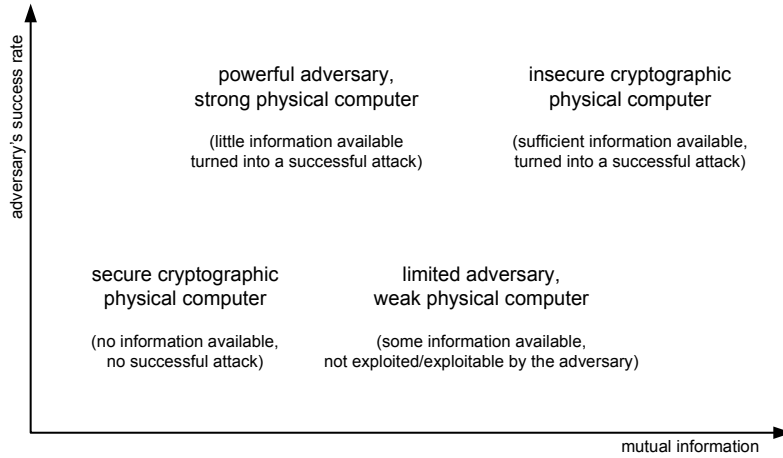 adversary's success rate
powerful adversary,
strong physical computer
(little information available
turned into a successful attack)
insecure cryptographic
physical computer
(sufficient information available,
turned into a successful attack)
secure cryptographic
physical computer
(no information available,
no successful attack)
limited adversary,
weak physical computer
(some information available,
not exploited/exploitable by the adversary)
mutual information